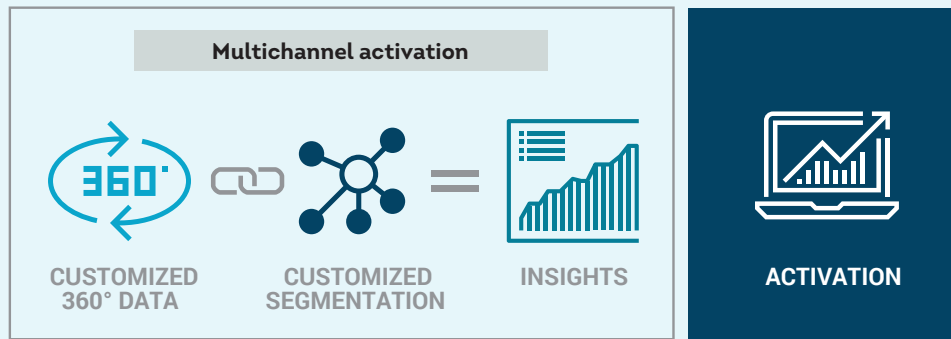 Multichannel activation
360°
CUSTOMIZED
360° DATA
CUSTOMIZED
SEGMENTATION
INSIGHTS
ACTIVATION